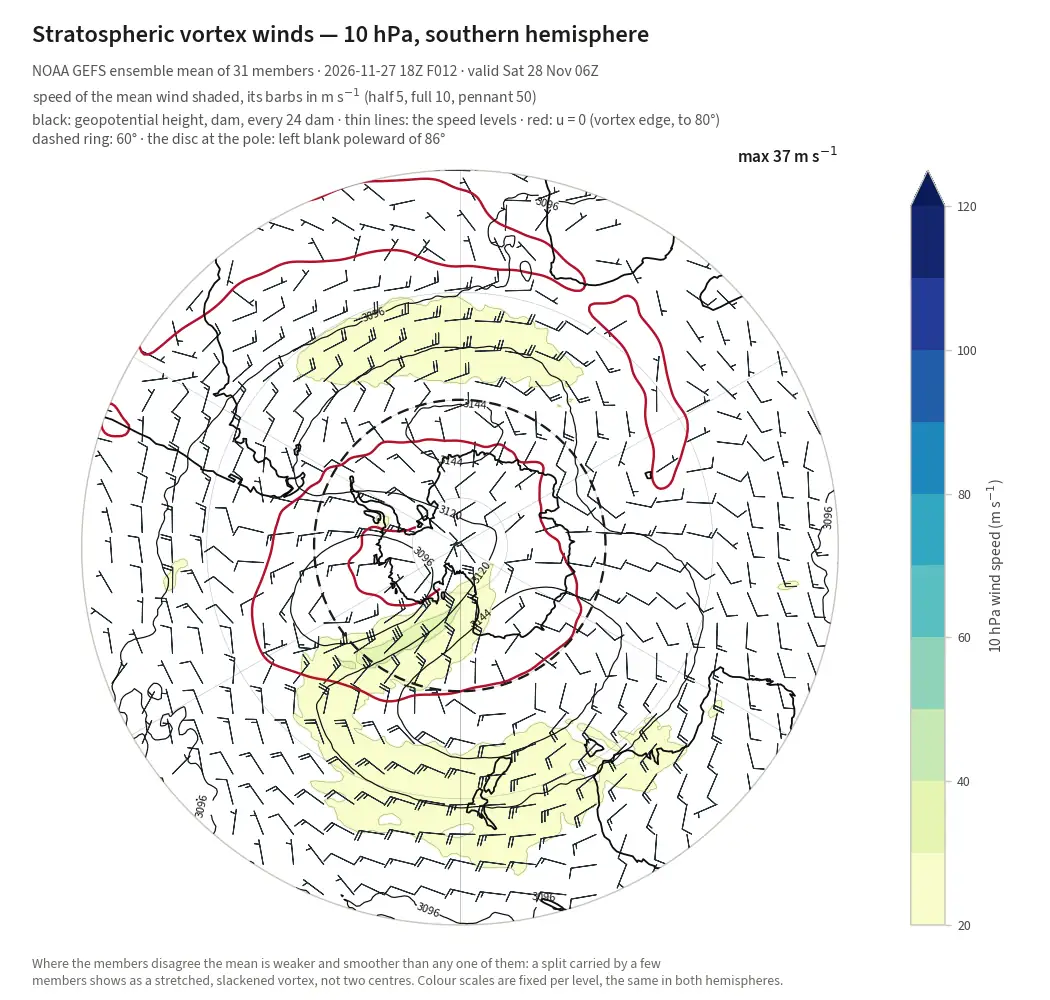 Stratospheric vortex winds — 10 hPa, southern hemisphere
NOAA GEFS ensemble mean of 31 members · 2026-11-27 18Z F012 · valid Sat 28 Nov 06Z
speed of the mean wind shaded, its barbs in m s⁻¹ (half 5, full 10, pennant 50)
black: geopotential height, dam, every 24 dam · thin lines: the speed levels · red: u = 0 (vortex edge, to 80°)
dashed ring: 60° · the disc at the pole: left blank poleward of 86°
max 37 m s⁻¹
3096
3096
3144
3144
3120
3096
3120
3144
3096
3096
3096
3096
120
100
80
60
40
20
10 hPa wind speed (m s⁻¹)
Where the members disagree the mean is weaker and smoother than any one of them: a split carried by a few
members shows as a stretched, slackened vortex, not two centres. Colour scales are fixed per level, the same in both hemispheres.